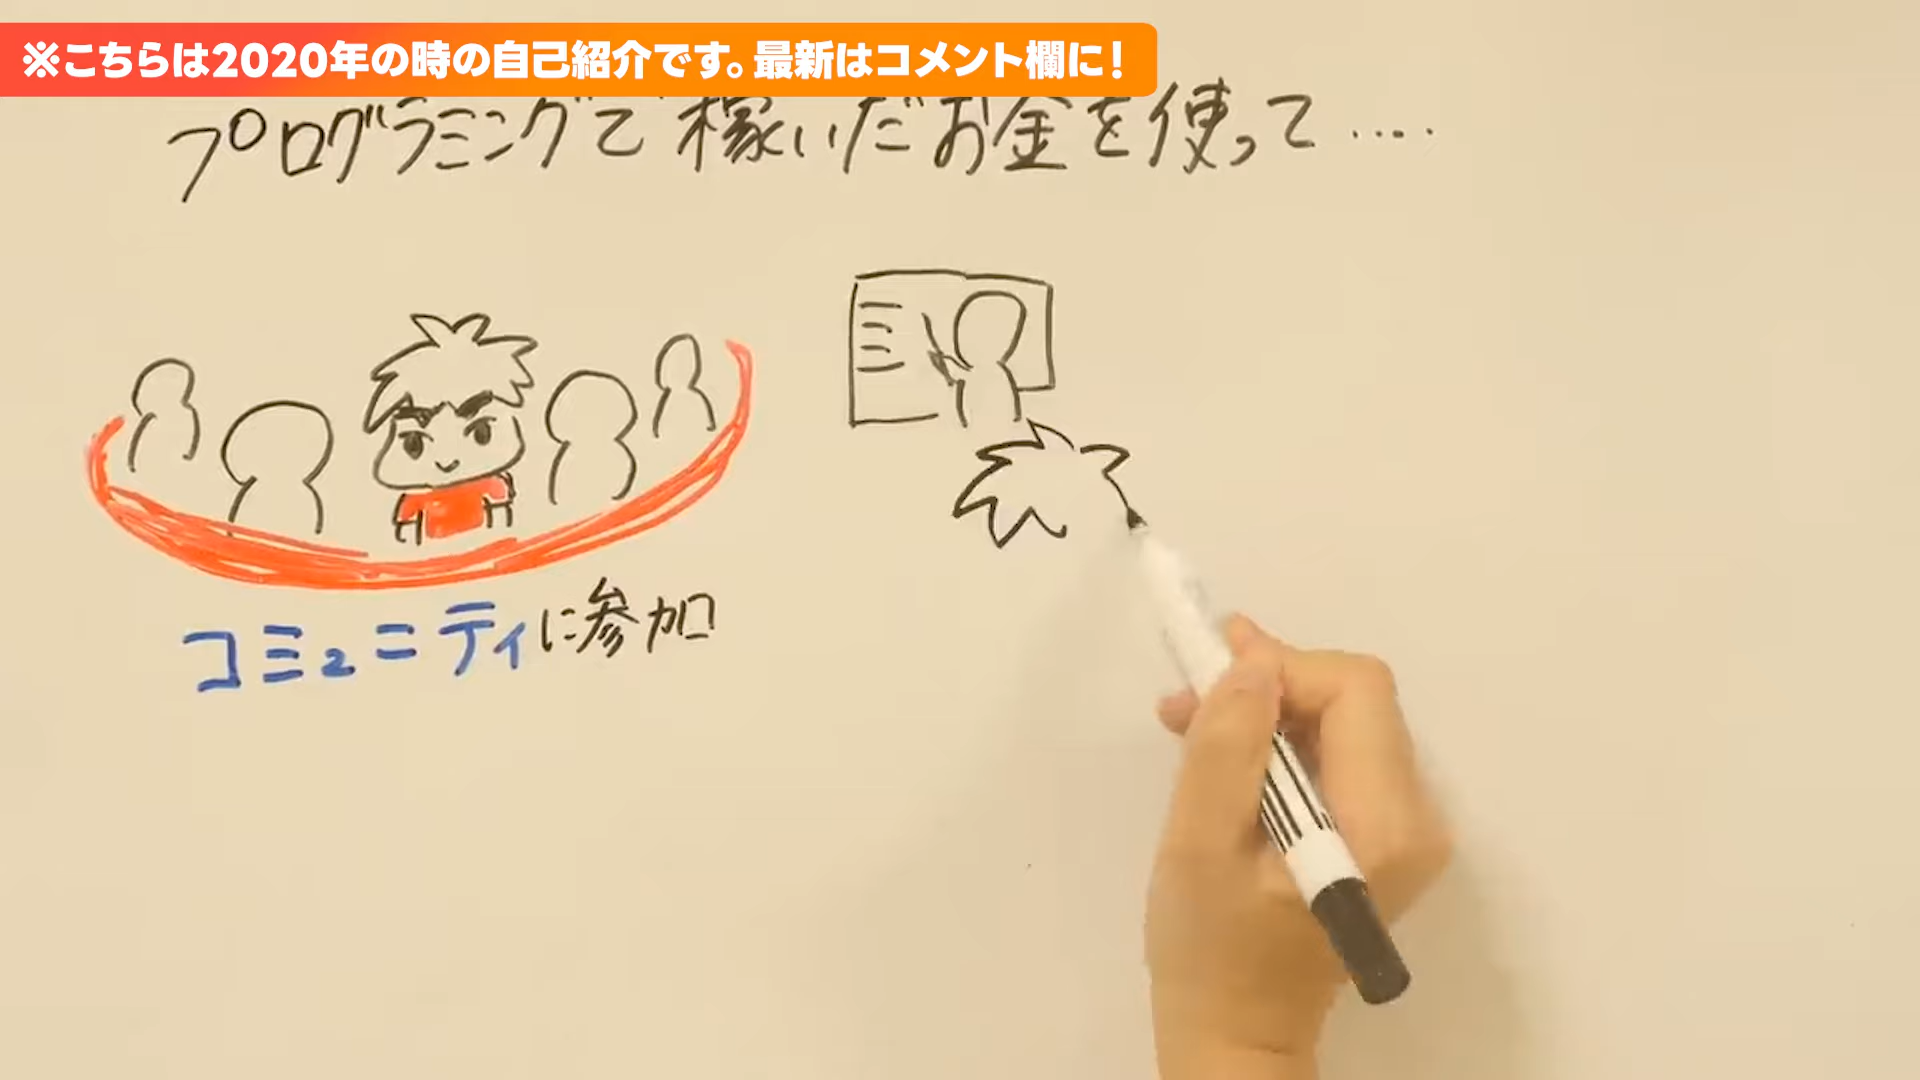 ※こちらは2020年の時の自己紹介です。最新はコメント欄に！
プログラミングで稼いだお金を使って.....
コミュニティに参加